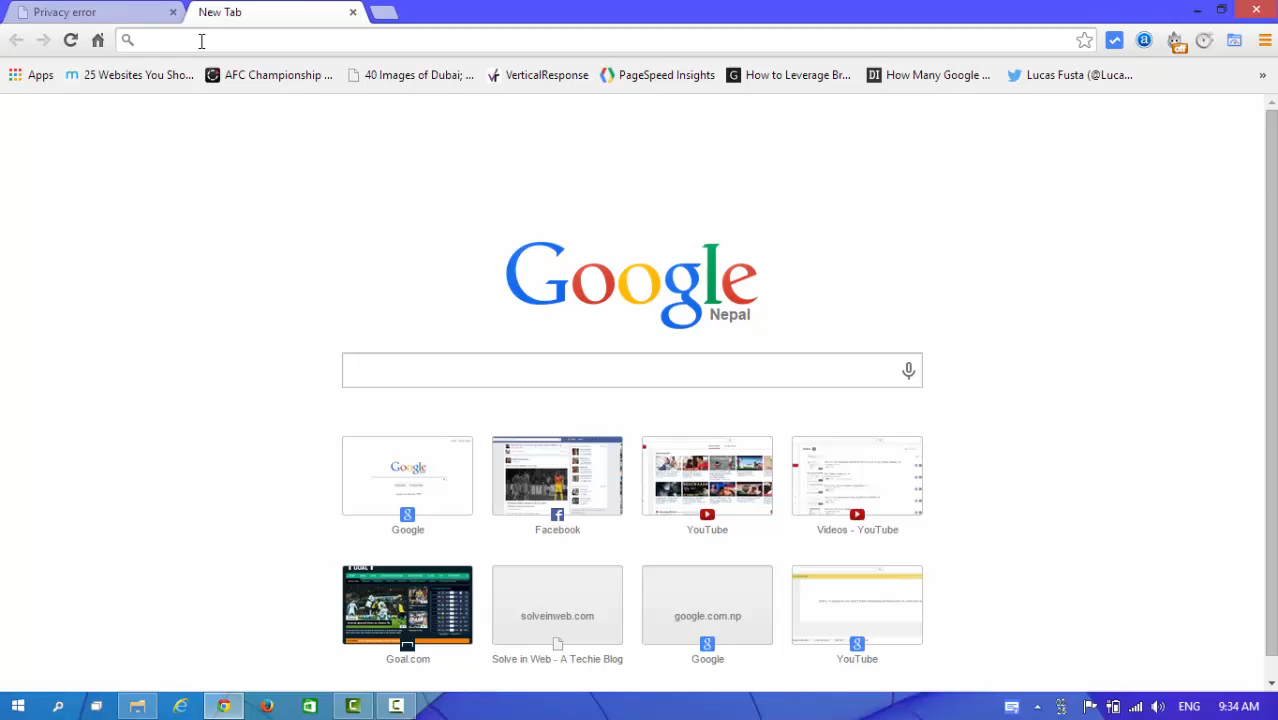 Privacy error
New Tab
Apps
25 Websites You Sho...
AFC Championship ...
40 Images of Dubai; ...
VerticalResponse
PageSpeed Insights
How to Leverage Br...
How Many Google ...
Lucas Fusta (@Luca...
»
Google
Nepal
Google
Facebook
YouTube
Videos - YouTube
GOAL
Goal.com
solveinweb.com
Solve in Web - A Techie Blog
google.com.np
Google
YouTube
ENG
9:34 AM